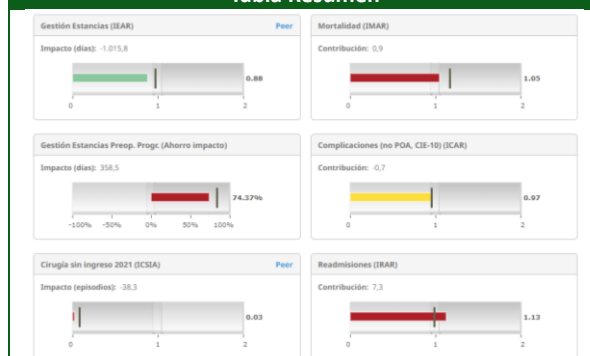 Tabla Resumen
Gestión Estancias (IEAR) Peer
Impacto (días): -1.015,8
0.88
0 1 2
Mortalidad (IMAR)
Contribución: 0,9
1.05
0 1 2
Gestión Estancias Preop. Progr. (Ahorro impacto)
Impacto (días): 358,5
74.37%
-100% -50% 0% 50% 100%
Complicaciones (no POA, CIE-10) (ICAR)
Contribución: -0,7
0.97
0 1 2
Cirugía sin ingreso 2021 (ICSIA) Peer
Impacto (episodios): -38,3
0.03
0 1 2
Readmisiones (IRAR)
Contribución: 7,3
1.13
0 1 2